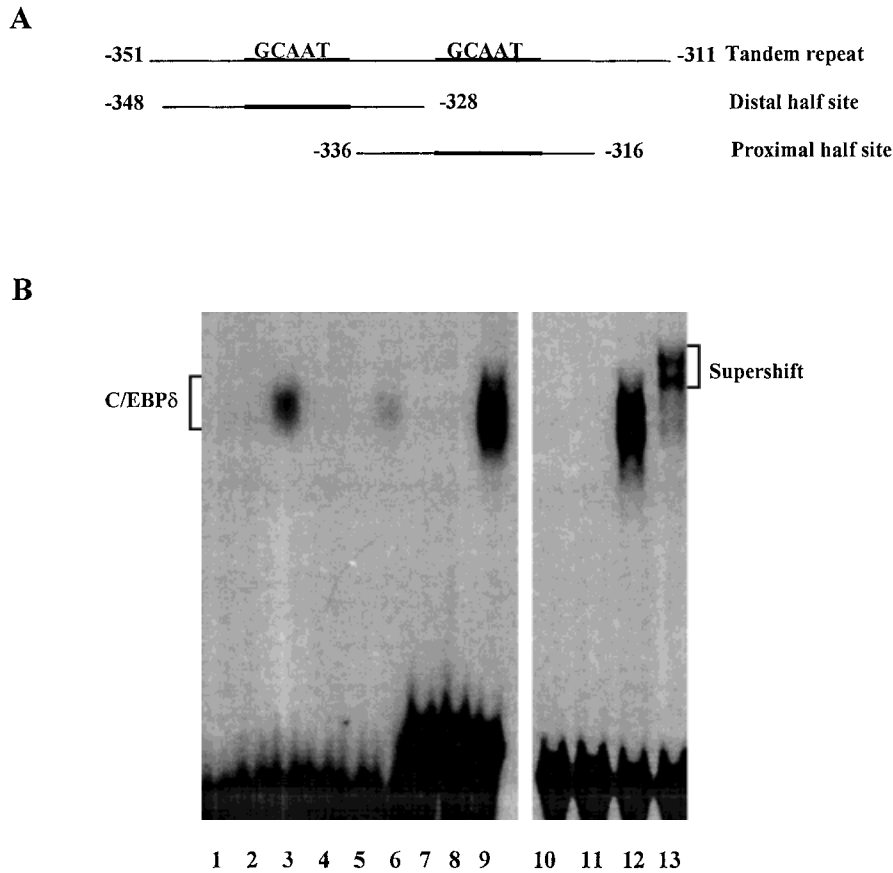 A
-351 GCAAT GCAAT -311 Tandem repeat
-348 -328 Distal half site
-336 -316 Proximal half site
B
C/EBPδ Supershift
1 2 3 4 5 6 7 8 9 10 11 12 13